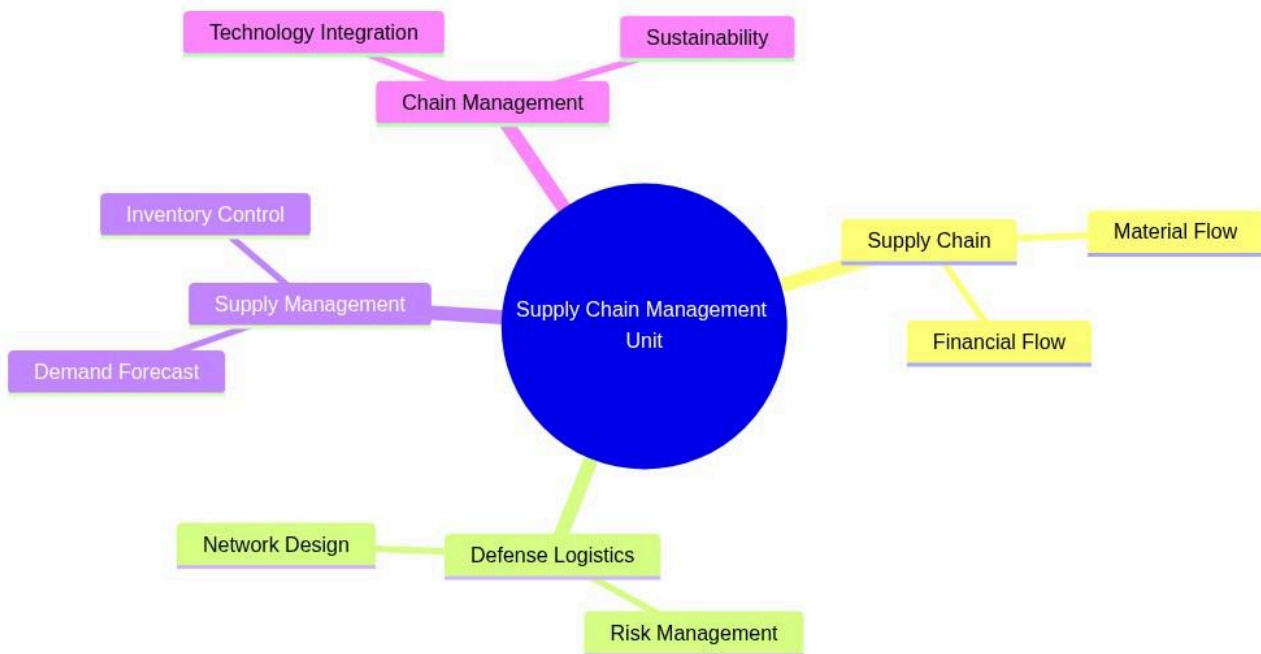 Technology Integration
Sustainability
Chain Management
Inventory Control
Supply Management
Demand Forecast
Supply Chain Management
Unit
Supply Chain
Material Flow
Financial Flow
Network Design
Defense Logistics
Risk Management